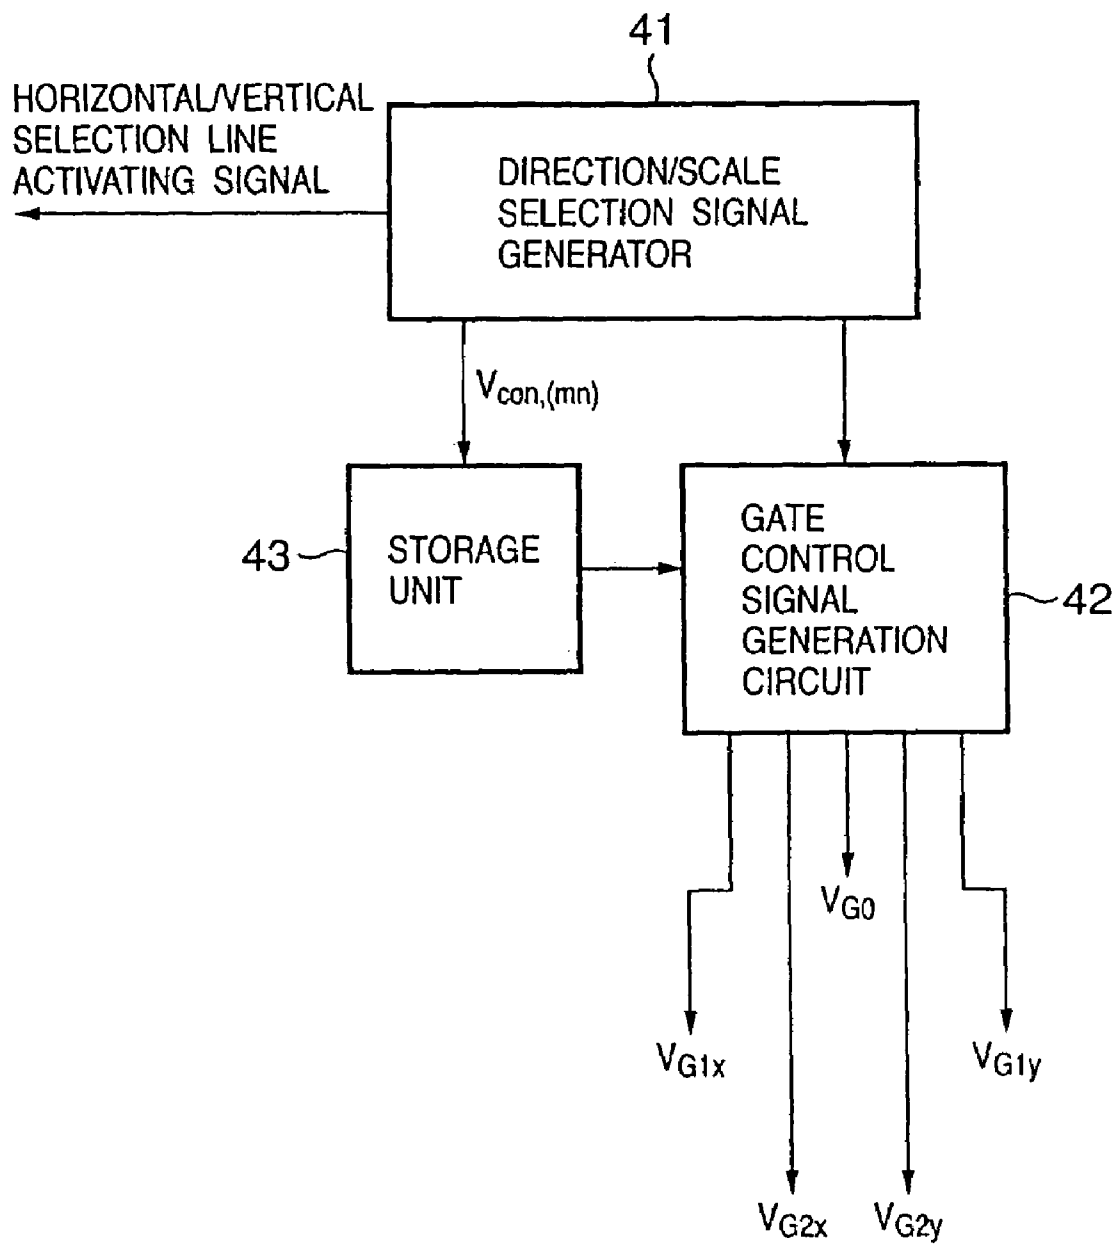 41
HORIZONTAL/VERTICAL
SELECTION LINE
ACTIVATING SIGNAL
DIRECTION/SCALE
SELECTION SIGNAL
GENERATOR
Vcon,(mn)
43
STORAGE
UNIT
GATE
CONTROL
SIGNAL
GENERATION
CIRCUIT
42
VG0
VG1x
VG1y
VG2x
VG2y